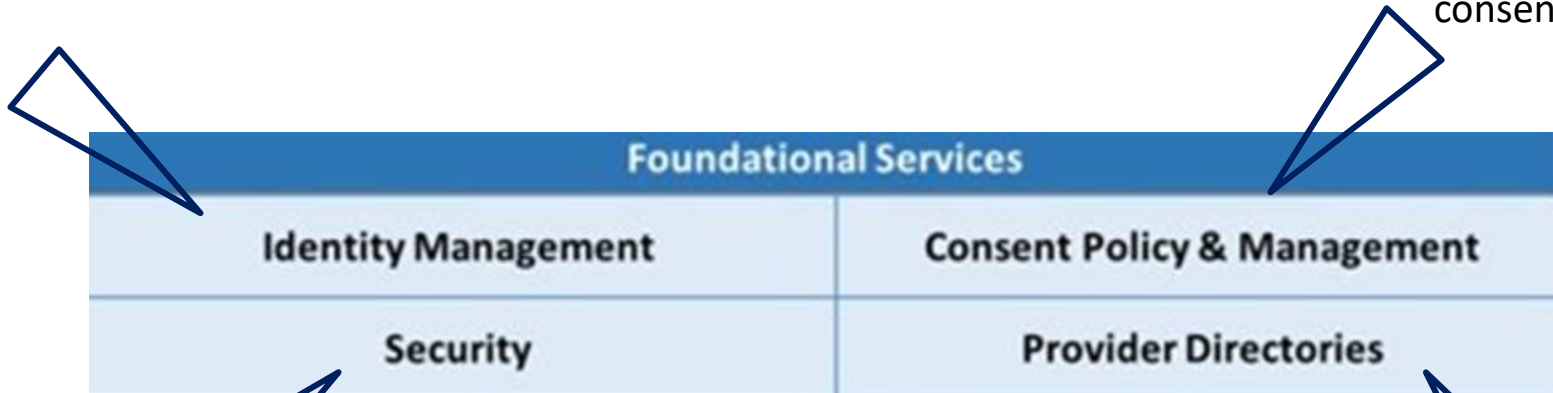 consen
Foundational Services
Identity Management
Consent Policy & Management
Security
Provider Directories